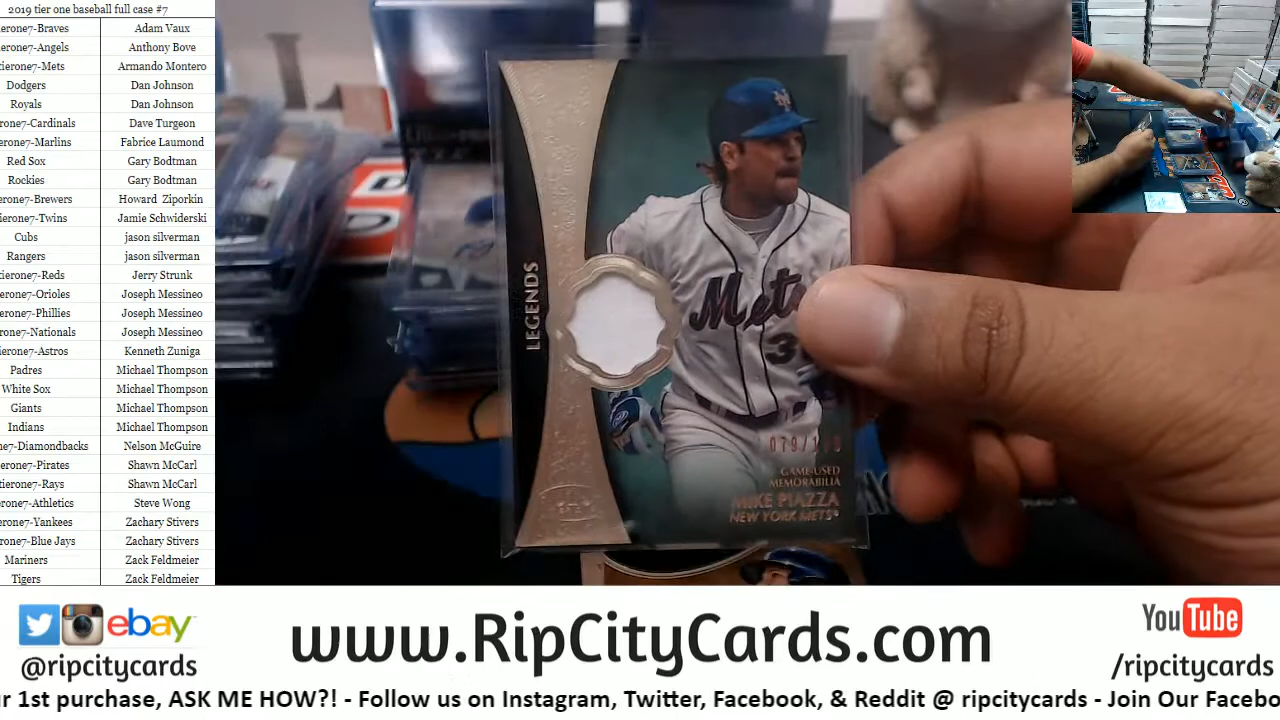 2019 tier one baseball full case #7
ierone7-Braves Adam Vaux
ierone7-Angels Anthony Bove
tierone7-Mets Armando Montero
Dodgers Dan Johnson
Royals Dan Johnson
erone7-Cardinals Dave Turgeon
erone7-Marlins Fabrice Laumond
Red Sox Gary Bodtman
Rockies Gary Bodtman
erone7-Brewers Howard Ziporkin
ierone7-Twins Jamie Schwiderski
Cubs jason silverman
Rangers jason silverman
tierone7-Reds Jerry Strunk
ierone7-Orioles Joseph Messineo
erone7-Phillies Joseph Messineo
rone7-Nationals Joseph Messineo
ierone7-Astros Kenneth Zuniga
Padres Michael Thompson
White Sox Michael Thompson
Giants Michael Thompson
Indians Michael Thompson
ne7-Diamondbacks Nelson McGuire
erone7-Pirates Shawn McCarl
tierone7-Rays Shawn McCarl
erone7-Athletics Steve Wong
erone7-Yankees Zachary Stivers
erone7-Blue Jays Zachary Stivers
Mariners Zack Feldmeier
Tigers Zack Feldmeier
LEGENDS
Mets
GAME-USED
MEMORABILIA
MIKE PIAZZA
NEW YORK METS
ebay
@ripcitycards
www.RipCityCards.com
YouTube
/ripcitycards
r 1st purchase, ASK ME HOW?! - Follow us on Instagram, Twitter, Facebook, & Reddit @ ripcitycards - Join Our Facebo